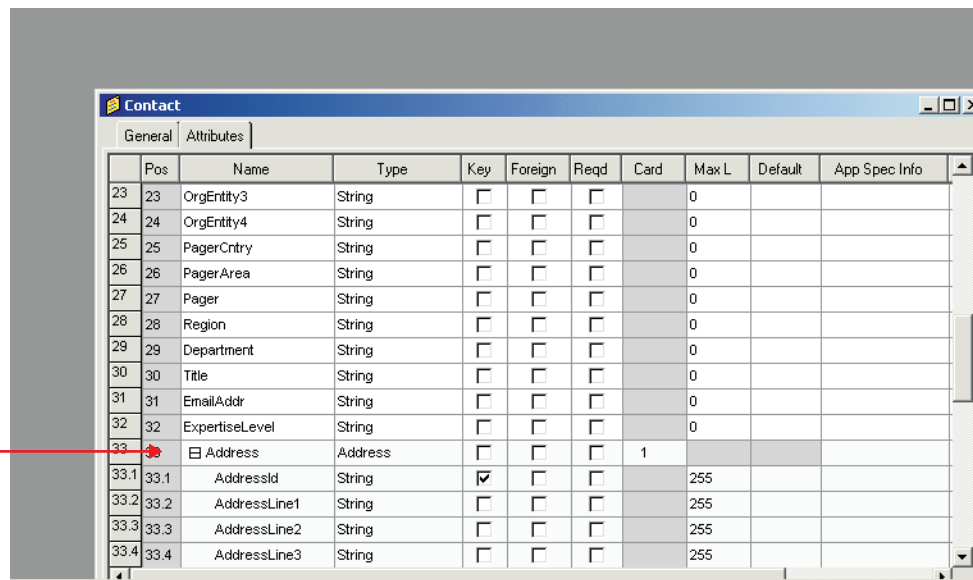 Contact
General Attributes
Pos Name Type Key Foreign Reqd Card Max L Default App Spec Info
23 23 OrgEntity3 String 0
24 24 OrgEntity4 String 0
25 25 PagerCntry String 0
26 26 PagerArea String 0
27 27 Pager String 0
28 28 Region String 0
29 29 Department String 0
30 30 Title String 0
31 31 EmailAddr String 0
32 32 ExpertiseLevel String 0
33 33 Address Address 1
33.1 33.1 AddressId String 255
33.2 33.2 AddressLine1 String 255
33.3 33.3 AddressLine2 String 255
33.4 33.4 AddressLine3 String 255